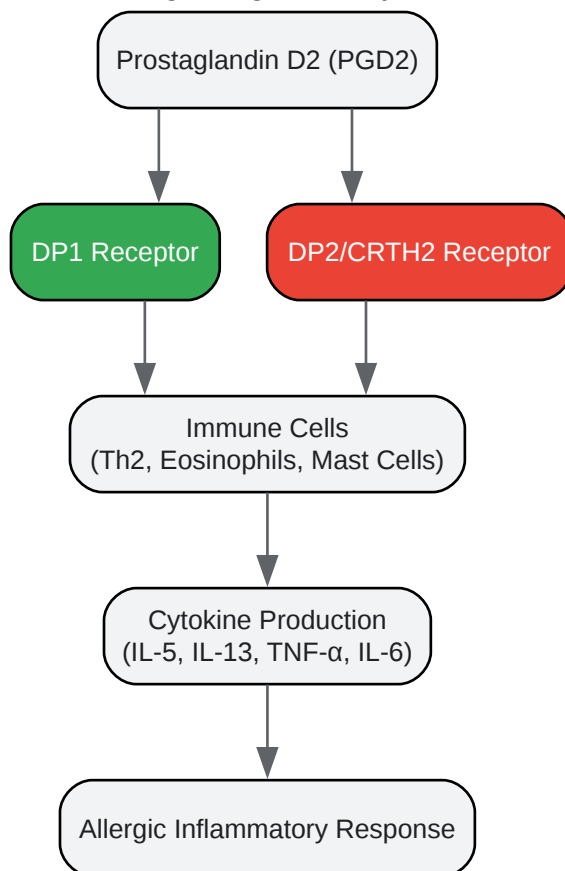 Prostaglandin D2 (PGD2)
DP1 Receptor
DP2/CRTH2 Receptor
Immune Cells
(Th2, Eosinophils, Mast Cells)
Cytokine Production
(IL-5, IL-13, TNF-α, IL-6)
Allergic Inflammatory Response